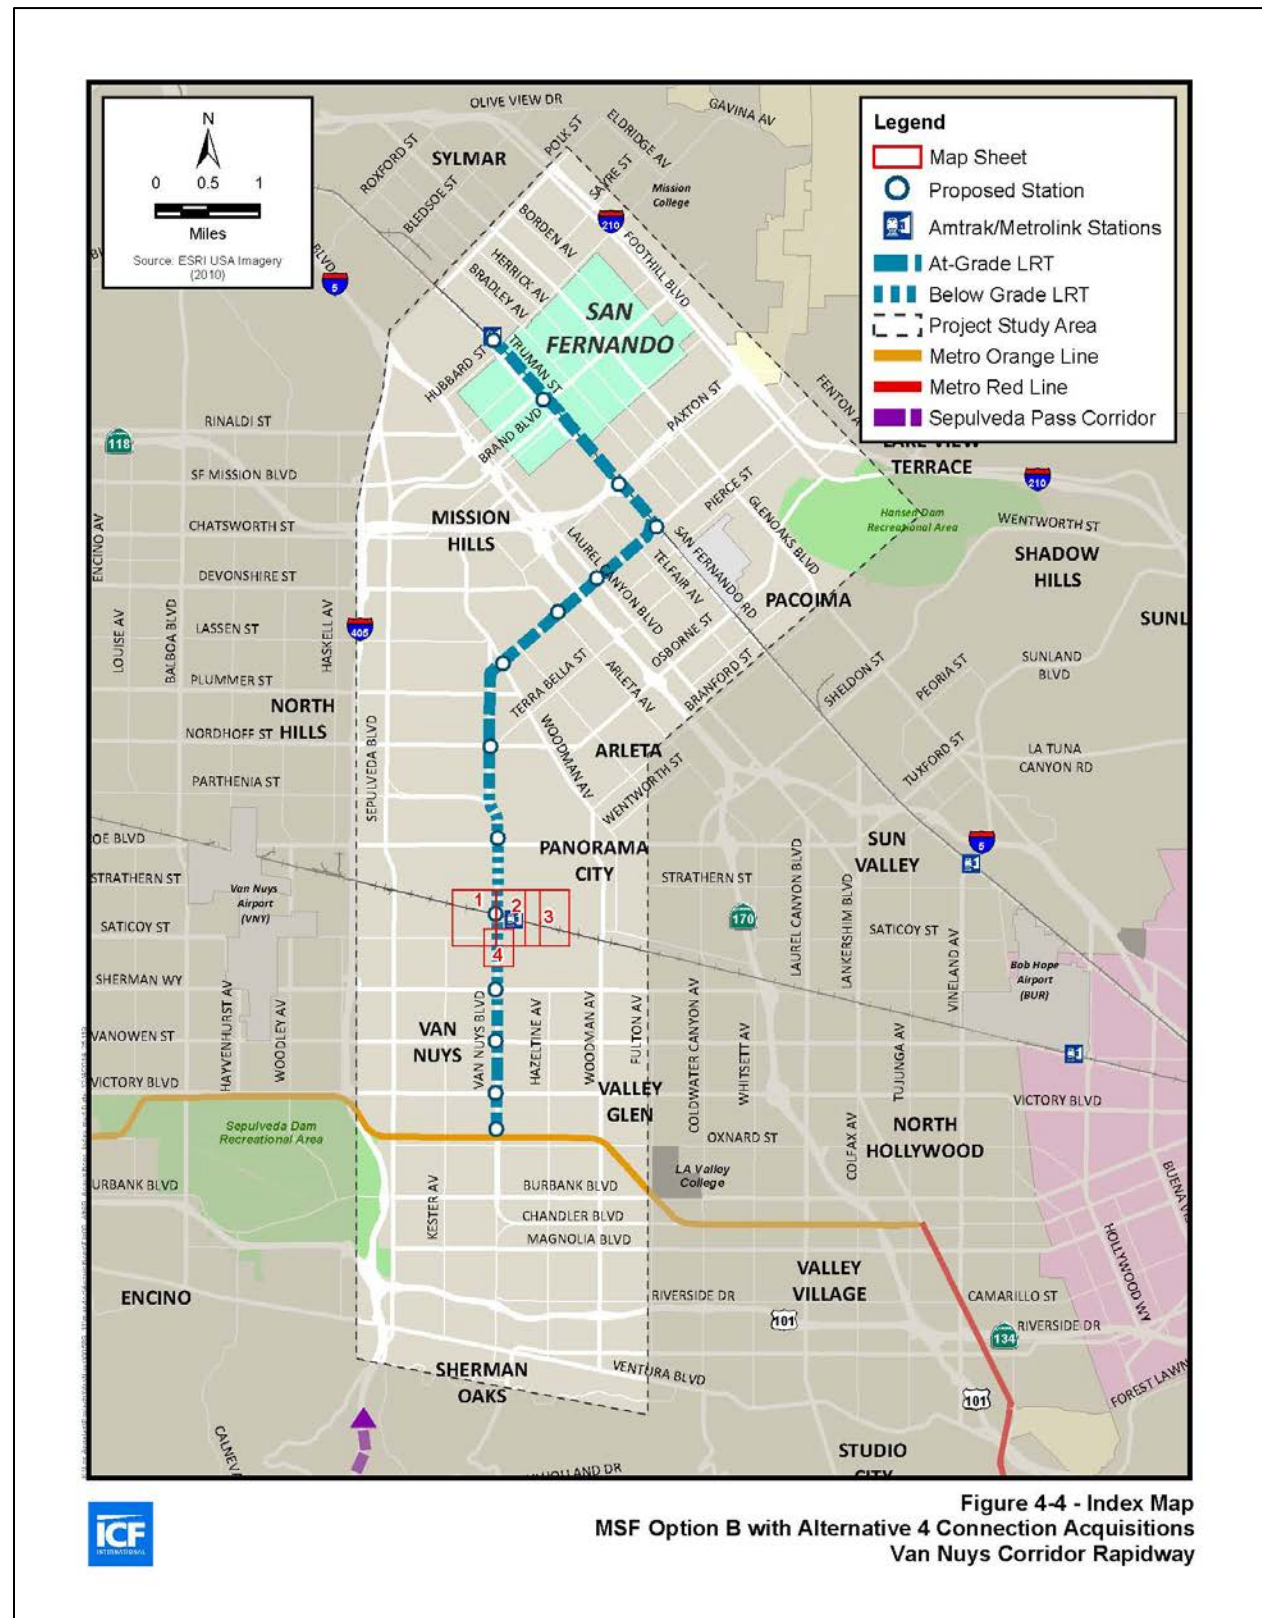 N
0 0.5 1
Miles
Source: ESRI USA Imagery
(2010)
Legend
Map Sheet
Proposed Station
Amtrak/Metrolink Stations
At-Grade LRT
Below Grade LRT
Project Study Area
Metro Orange Line
Metro Red Line
Sepulveda Pass Corridor
OLIVE VIEW DR
GAVINA AV
POLK ST
ELDRIDGE AV
ROXFORD ST
SYLMAR
SAYRE ST
Mission
College
BLEDSOE ST
210
BORDEN AV
FOOTHILL BLVD
BLVD
5
HERRICK AV
BRADLEY AV
SAN
FERNANDO
TRUMAN ST
HUBBARD ST
FENTON A
PAXTON ST
RINALDI ST
BRAND BLVD
118
LAKE VIEW
TERRACE
SF MISSION BLVD
210
PIERCE ST
GLENOAKS BLVD
Hansen Dam
Recreational Area
WENTWORTH ST
CHATSWORTH ST
MISSION
HILLS
ENCINO AV
SAN FERNANDO RD
SHADOW
HILLS
LAUREL CANYON BLVD
TELFAIR AV
DEVONSHIRE ST
PACOIMA
LOUISE AV
BALBOA BLVD
LASSEN ST
HASKELL AV
405
OSBORNE ST
SUNL
TERRA BELLA ST
ARLETA AV
BRANFORD ST
SHELDON ST
PEORIA ST
SUNLAND
BLVD
PLUMMER ST
NORTH
HILLS
NORDHOFF ST
SEPULVEDA BLVD
WOODMAN AV
ARLETA
TUXFORD ST
LA TUNA
CANYON RD
PARTHENIA ST
WENTWORTH ST
OE BLVD
PANORAMA
CITY
SUN
VALLEY
5
STRATHERN ST
STRATHERN ST
Van Nuys
Airport
(VNY)
1
2
3
4
170
LAUREL CANYON BLVD
LANKERSHIM BLVD
SATICOY ST
SATICOY ST
VINELAND AV
Bob Hope
Airport
(BUR)
SHERMAN WY
HAYVENHURST AV
WOODLEY AV
VAN
NUYS
VAN NUYS BLVD
HAZELTINE AV
WOODMAN AV
FULTON AV
COLDWATER CANYON AV
WHITSETT AV
TUJUNGA AV
VANOWEN ST
VICTORY BLVD
VALLEY
GLEN
VICTORY BLVD
Sepulveda Dam
Recreational Area
OXNARD ST
COLFAX AV
NORTH
HOLLYWOOD
LA Valley
College
URBANK BLVD
KESTER AV
BURBANK BLVD
CHANDLER BLVD
MAGNOLIA BLVD
HOLLYWOOD WY
ENCINO
VALLEY
VILLAGE
RIVERSIDE DR
CAMARILLO ST
101
RIVERSIDE DR
134
SHERMAN
OAKS
VENTURA BLVD
101
FOREST LAWN
STUDIO
CITY
ICF
INTERNATIONAL
Figure 4-4 - Index Map
MSF Option B with Alternative 4 Connection Acquisitions
Van Nuys Corridor Rapidway